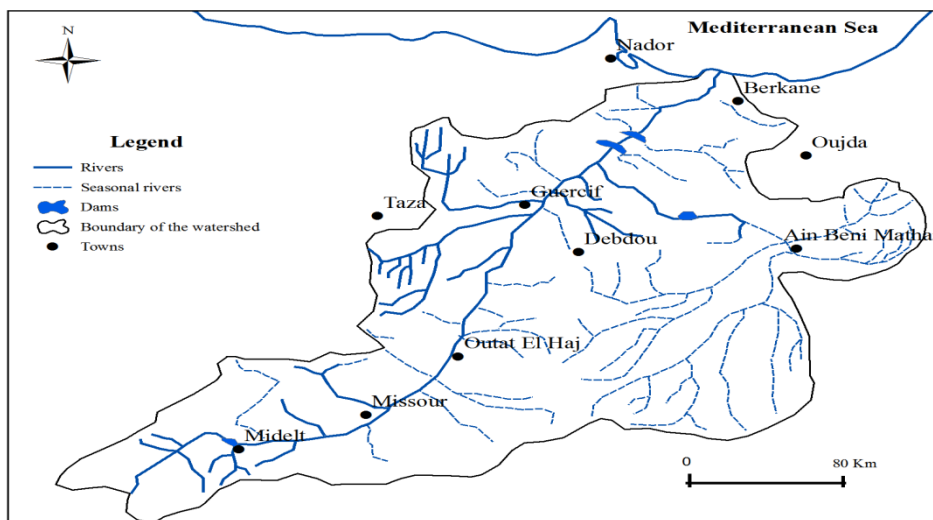 Mediterranean Sea
N
Nador
Berkane
Legend
Oujda
Rivers
Seasonal rivers
Dams
Boundary of the watershed
Towns
Taza
Guercif
Debdou
Ain Beni Matha
Outat El Haj
Missour
Midelt
0 80 Km